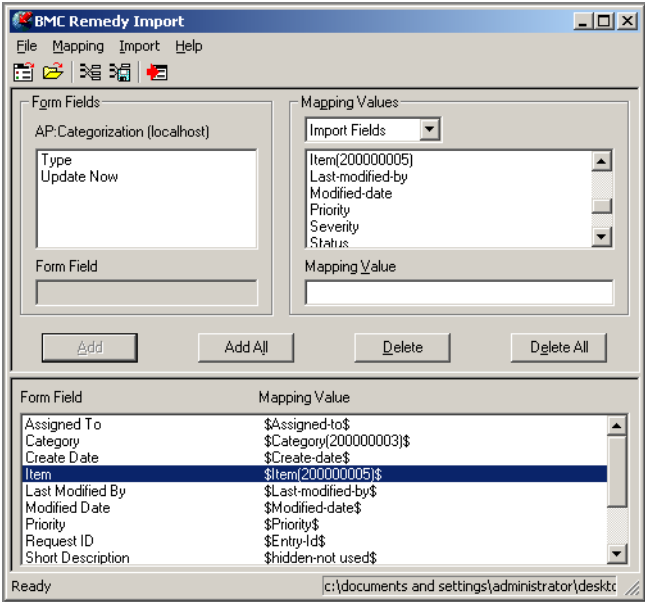 BMC Remedy Import
File Mapping Import Help
Form Fields
AP:Categorization (localhost)
Type
Update Now
Form Field
Mapping Values
Import Fields
Item(200000005)
Last-modified-by
Modified-date
Priority
Severity
Status
Mapping Value
Add Add All Delete Delete All
Form Field Mapping Value
Assigned To $Assigned-to$
Category $Category(200000003)$
Create Date $Create-date$
Item $Item(200000005)$
Last Modified By $Last-modified-by$
Modified Date $Modified-date$
Priority $Priority$
Request ID $Entry-Id$
Short Description $hidden-not used$
Ready c:\documents and settings\administrator\deskto